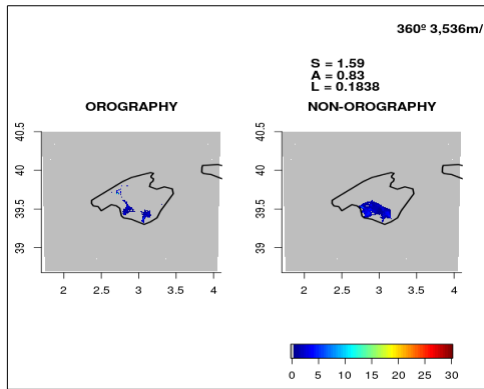 360º 3,536m/
S = 1.59
A = 0.83
L = 0.1838
OROGRAPHY
NON-OROGRAPHY
40.5
40
39.5
39
2 2.5 3 3.5 4
40.5
40
39.5
39
2 2.5 3 3.5 4
0 5 10 15 20 25 30